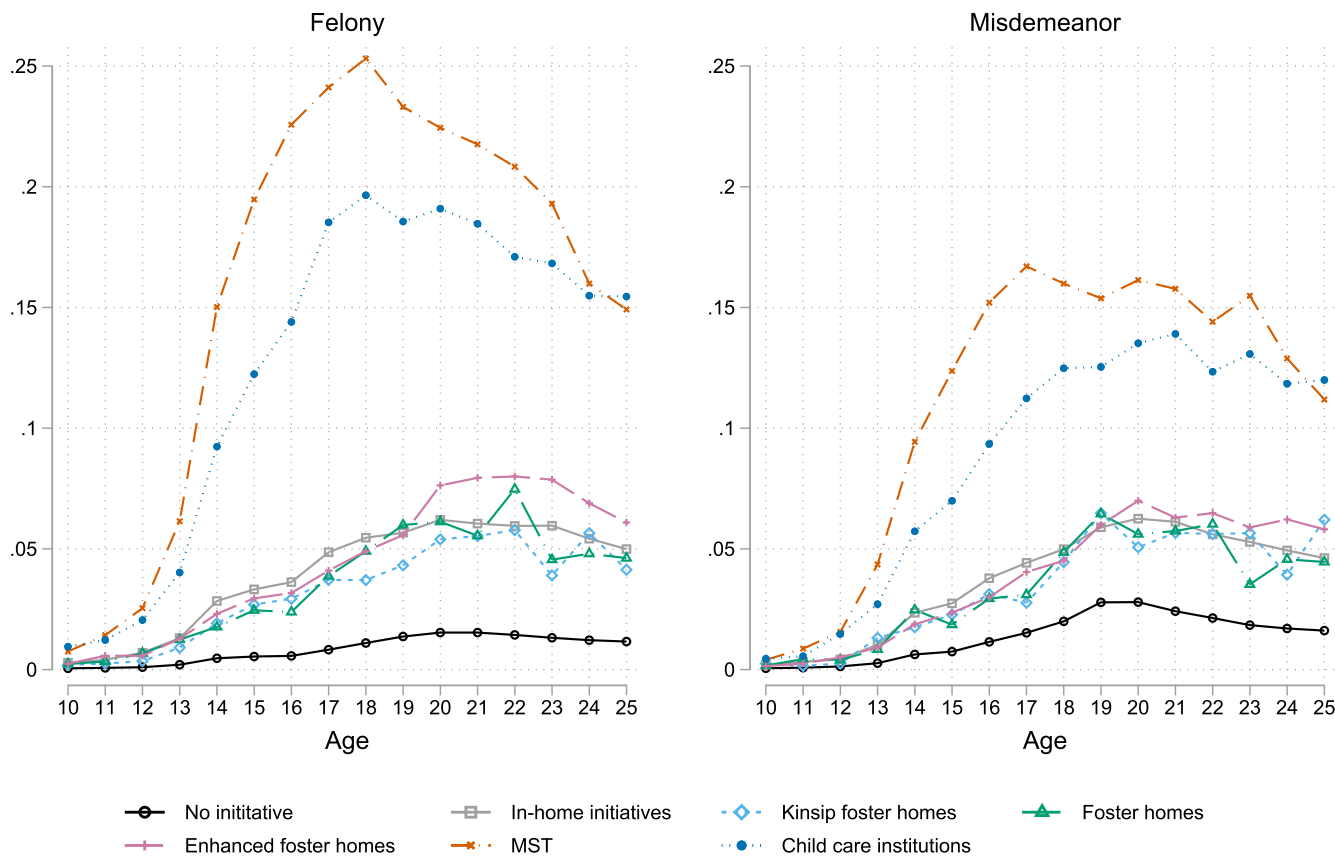 Felony
Misdemeanor
.25
.2
.15
.1
.05
0
10 11 12 13 14 15 16 17 18 19 20 21 22 23 24 25
Age
.25
.2
.15
.1
.05
0
10 11 12 13 14 15 16 17 18 19 20 21 22 23 24 25
Age
No inititative
In-home initiatives
Kinsip foster homes
Foster homes
Enhanced foster homes
MST
Child care institutions